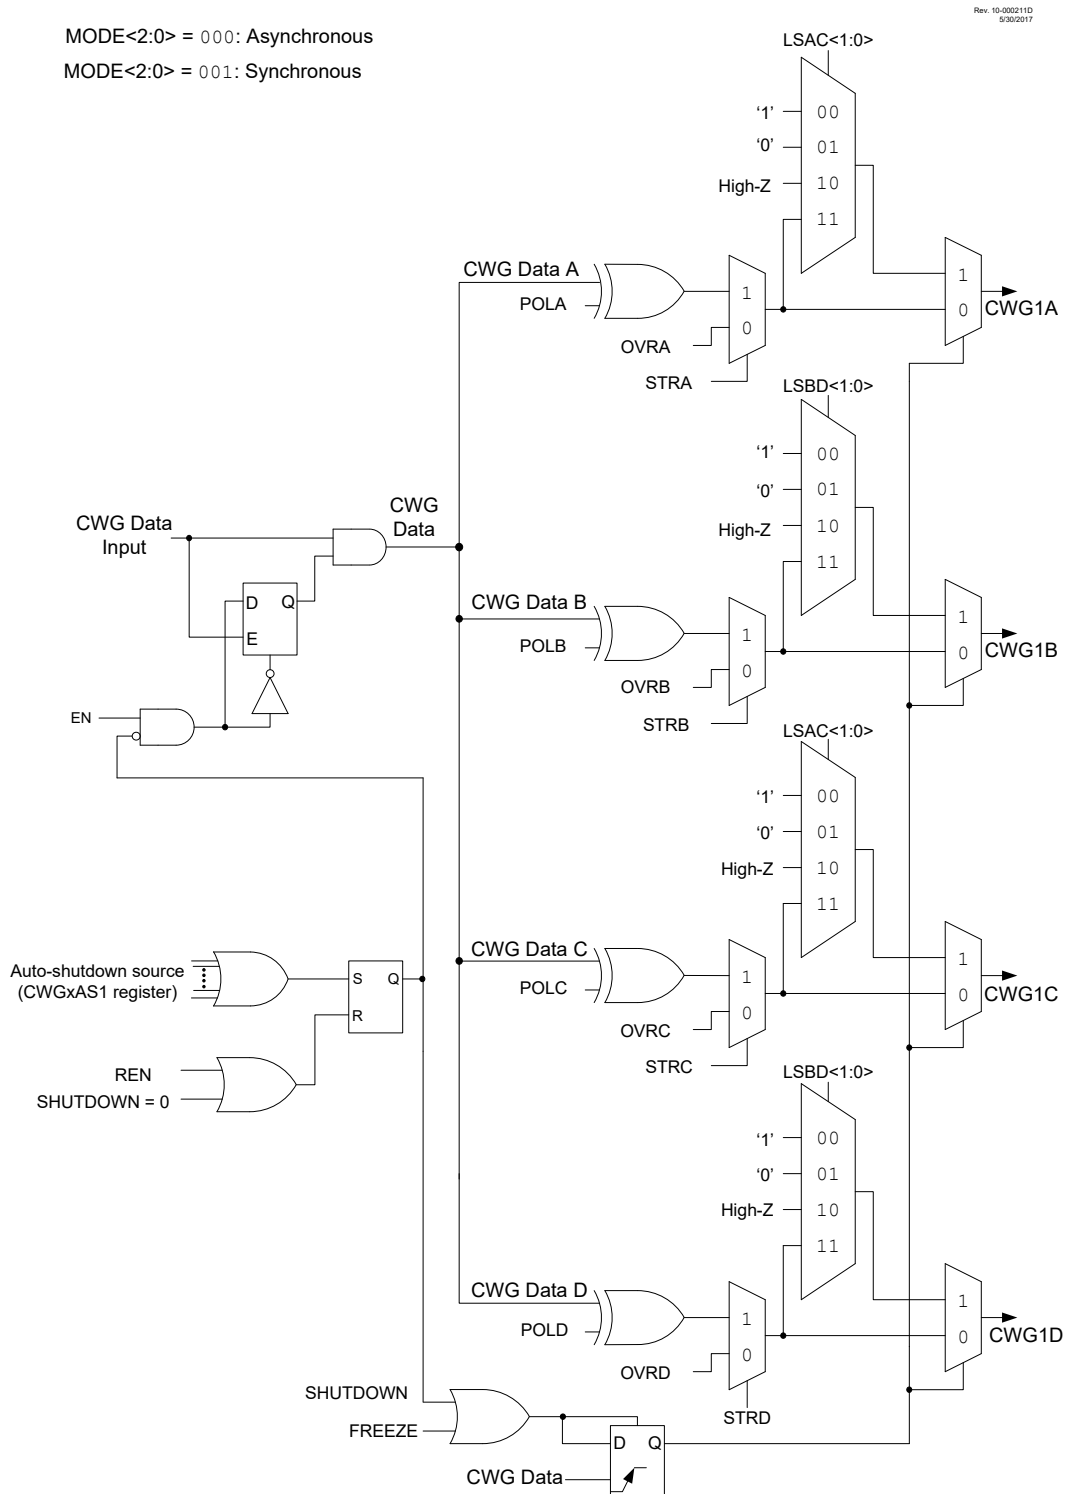 Rev. 10-000211D
5/30/2017
MODE<2:0> = 000: Asynchronous
MODE<2:0> = 001: Synchronous
LSAC<1:0>
‘1’
00
‘0’
01
High-Z
10
11
CWG Data A
POLA
1
0
OVRA
STRA
1
0
CWG1A
LSBD<1:0>
‘1’
00
‘0’
01
High-Z
10
11
CWG Data
Input
CWG
Data
D
Q
E
EN
CWG Data B
POLB
1
0
OVRB
STRB
1
0
CWG1B
LSAC<1:0>
‘1’
00
‘0’
01
High-Z
10
11
CWG Data C
POLC
1
0
OVRC
STRC
1
0
CWG1C
Auto-shutdown source
(CWGxAS1 register)
S
Q
R
REN
SHUTDOWN = 0
LSBD<1:0>
‘1’
00
‘0’
01
High-Z
10
11
CWG Data D
POLD
1
0
OVRD
STRD
1
0
CWG1D
SHUTDOWN
FREEZE
D
Q
CWG Data